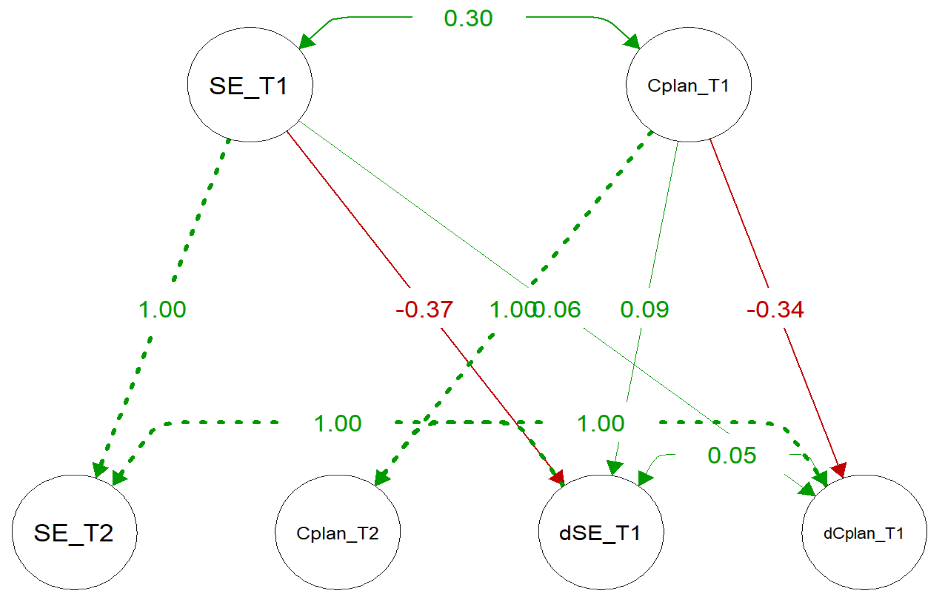 0.30
SE_T1
Cplan_T1
1.00
-0.37
1.00
0.06
0.09
-0.34
1.00
1.00
0.05
SE_T2
Cplan_T2
dSE_T1
dCplan_T1